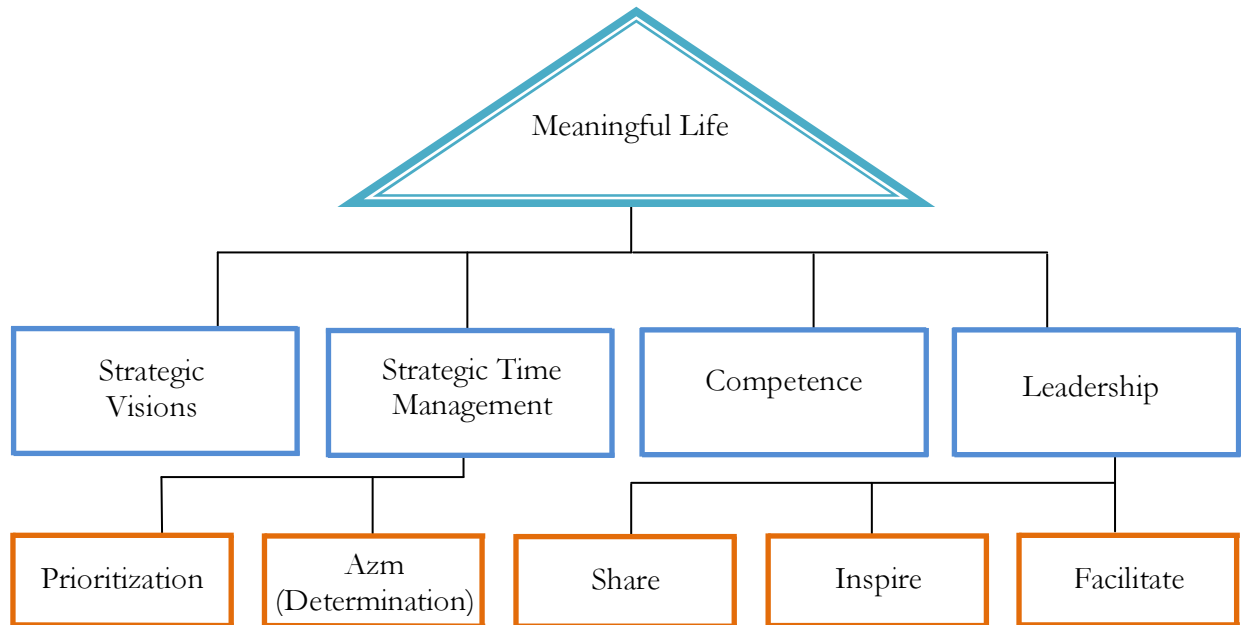 Meaningful Life
Strategic
Visions
Strategic Time
Management
Competence
Leadership
Prioritization
Azm
(Determination)
Share
Inspire
Facilitate